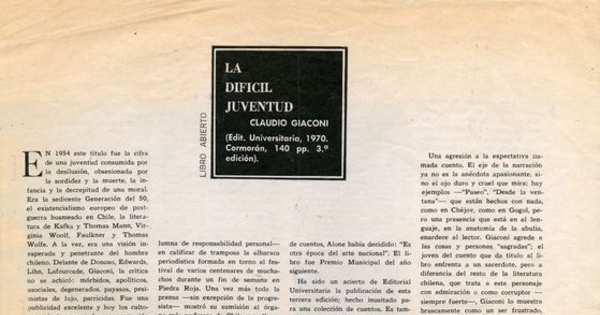 LA
DIFICIL
JUVENTUD
CLAUDIO GIACONI
(Edit. Universitaria, 1970.
Cormorán, 140 pp. 3.ª
edición).
LIBRO ABIERTO
EN 1954 este título fue la cifra
de una juventud consumida por
la desilusión, obsesionada por
la sordidez y la muerte, la in-
fancia y la decrepitud de una moral.
Era la sedicente Generación del 50,
el existencialismo europeo de post-
guerra husmeado en Chile, la litera-
tura de Kafka y Thomas Mann, Vir-
ginia Woolf, Faulkner y Thomas
Wolfe. A la vez, era una visión in-
esperada y penetrante del hombre
chileno. Delante de Donoso, Edwards,
Lihn, Lafourcade, Giaconi, la crítica
no se achicó: mórbidos, apolíticos,
asociales, degenerados, payasos, pesi-
mistas de lujo, parricidas. Fue una
publicidad excelente y hoy los culto-
lumna de responsabilidad personal—
en calificar de tramposa la alharaca
periodística formada en torno al fes-
tival de varios centenares de mucha-
chos durante un fin de semana en
Piedra Roja. Una vez más toda la
prensa —sin excepción de la progre-
sista— mostró su sumisión al órga-
de cuentos, Alone había decidido: "Es
otra época del arte nacional". El li-
bro fue Premio Municipal del año
siguiente.
Ha sido un acierto de Editorial
Universitaria la publicación de esta
tercera edición; hecho inusitado pa-
ra una colección de cuentos. Es tam-
Una agresión a la expectativa lla-
mada cuento. El eje de la narración
ya no es la anécdota apasionante, si-
no el ojo duro y cruel que mira; hay
ejemplos —"Paseo", "Desde la ven-
tana"— que están hechos con nada,
como en Chéjov, como en Gogol, pe-
ro una presencia que está en el len-
guaje, en la anatomía de la abulia,
enardece al lector. Giaconi agrede a
las cosas y personas "sagradas"; el
joven del cuento que da título al li-
bro enfrenta a un sacerdote, pero a
diferencia del resto de la literatura
chilena, que trata a este personaje
con admiración o como corruptor —
siempre fuerte—, Giaconi lo muestra
bruscamente como un ser frustrado,